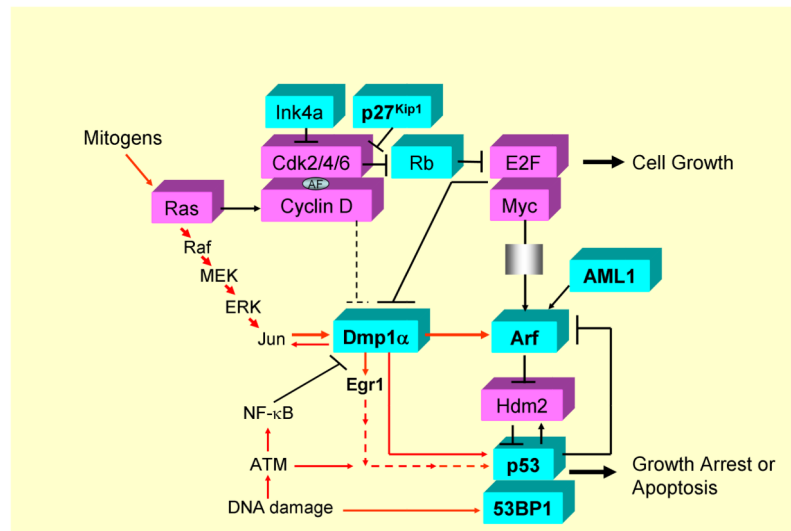 Ink4a
p27Kip1
Mitogens
Cdk2/4/6
Rb
E2F
Cell Growth
AF
Ras
Cyclin D
Myc
Raf
MEK
AML1
ERK
Jun
Dmp1α
Arf
Egr1
NF-κB
Hdm2
ATM
p53
Growth Arrest or
Apoptosis
DNA damage
53BP1